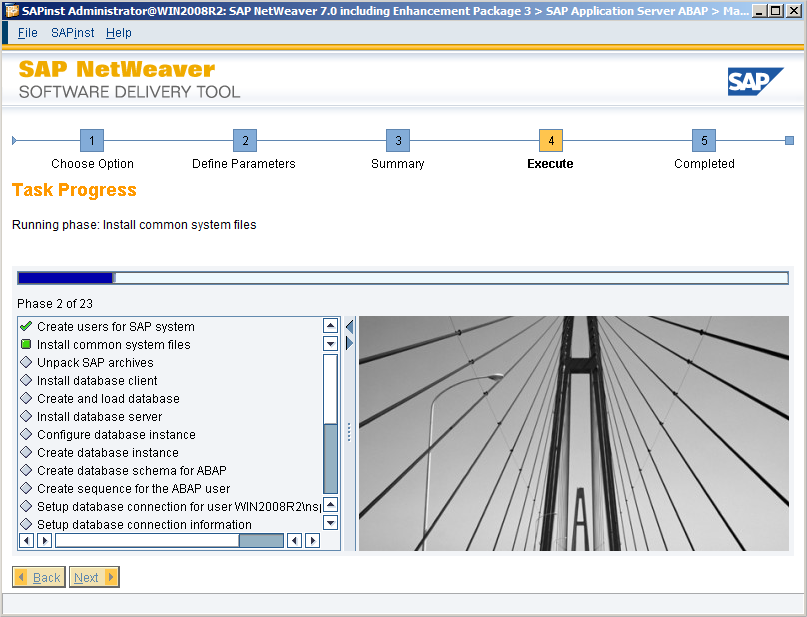 SAPinst Administrator@WIN2008R2: SAP NetWeaver 7.0 including Enhancement Package 3 > SAP Application Server ABAP > Ma...
File SAPinst Help
SAP NetWeaver
SOFTWARE DELIVERY TOOL
SAP
1 2 3 4 5
Choose Option Define Parameters Summary Execute Completed
Task Progress
Running phase: Install common system files
Phase 2 of 23
Create users for SAP system
Install common system files
Unpack SAP archives
Install database client
Create and load database
Install database server
Configure database instance
Create database instance
Create database schema for ABAP
Create sequence for the ABAP user
Setup database connection for user WIN2008R2\nsp
Setup database connection information
Back Next